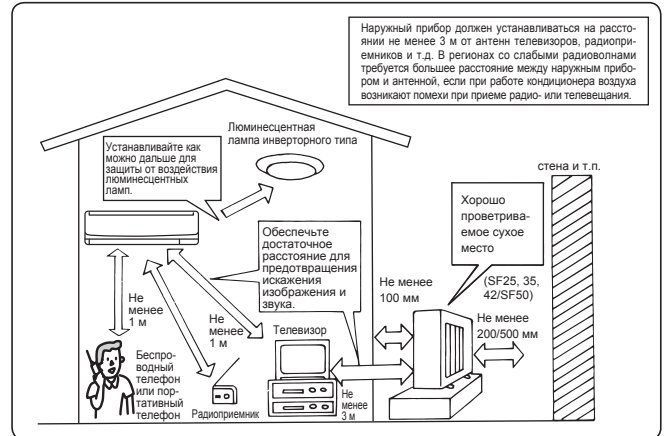 Наружный прибор должен устанавливаться на рассто-
янии не менее 3 м от антенн телевизоров, радиопри-
емников и т.д. В регионах со слабыми радиоволнами
требуется большее расстояние между наружным прибо-
ром и антенной, если при работе кондиционера воздуха
возникают помехи при приеме радио- или телевещания.
Люминесцентная
лампа инверторного типа
Устанавливайте как
можно дальше для
защиты от воздействия
люминесцентных
ламп.
стена и т.п.
Хорошо
проветрива-
емое сухое
место
Обеспечьте
достаточное
расстояние для
предотвращения
искажения
изображения и
звука.
Не менее
100 мм
(SF25, 35,
42/SF50)
Не менее
200/500 мм
Не
менее
1 м
Не
менее
1 м
Телевизор
Беспро-
водный
телефон
или пор-
тативный
телефон
Радиоприемник
Не
менее
3 м